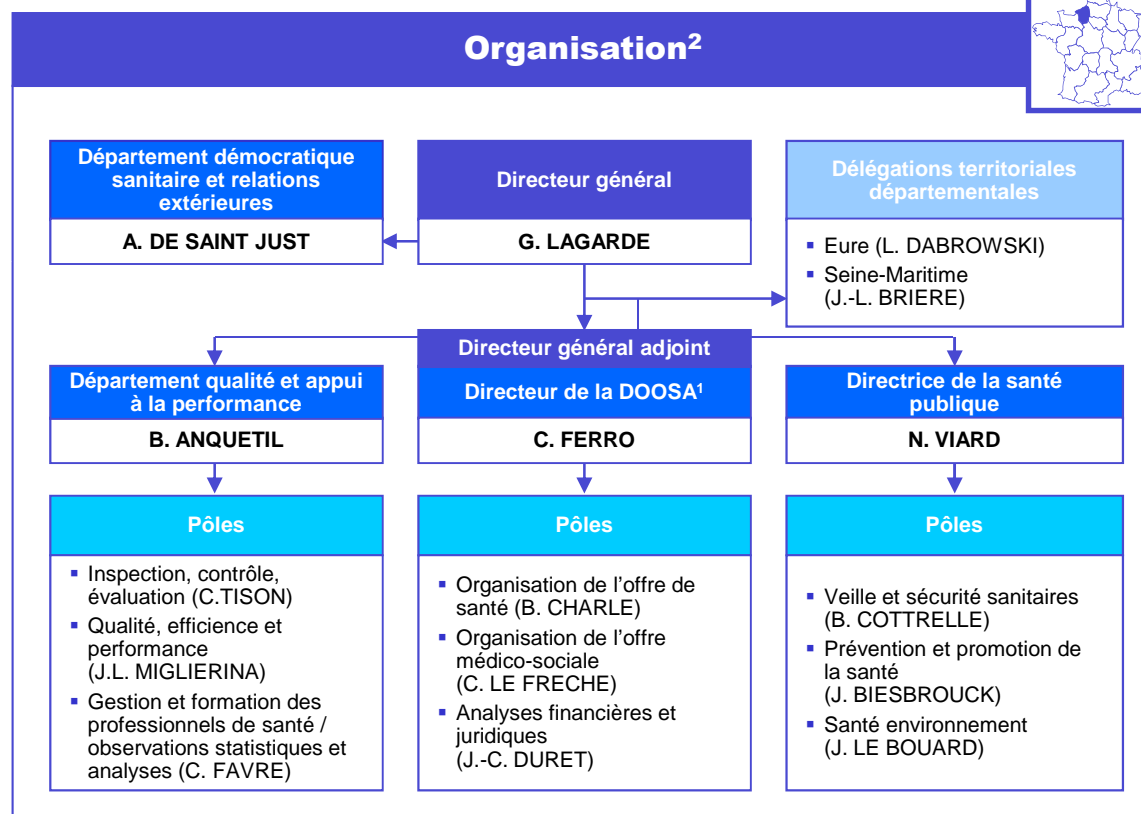 Organisation²
Département démocratique
sanitaire et relations
extérieures
A. DE SAINT JUST
Directeur général
G. LAGARDE
Délégations territoriales
départementales
▪ Eure (L. DABROWSKI)
▪ Seine-Maritime
(J.-L. BRIERE)
Département qualité et appui
à la performance
B. ANQUETIL
Directeur général adjoint
Directeur de la DOOSA¹
C. FERRO
Directrice de la santé
publique
N. VIARD
Pôles
▪ Inspection, contrôle,
évaluation (C.TISON)
▪ Qualité, efficience et
performance
(J.L. MIGLIERINA)
▪ Gestion et formation des
professionnels de santé /
observations statistiques et
analyses (C. FAVRE)
Pôles
▪ Organisation de l’offre de
santé (B. CHARLE)
▪ Organisation de l’offre
médico-sociale
(C. LE FRECHE)
▪ Analyses financières et
juridiques
(J.-C. DURET)
Pôles
▪ Veille et sécurité sanitaires
(B. COTTRELLE)
▪ Prévention et promotion de
la santé
(J. BIESBROUCK)
▪ Santé environnement
(J. LE BOUARD)